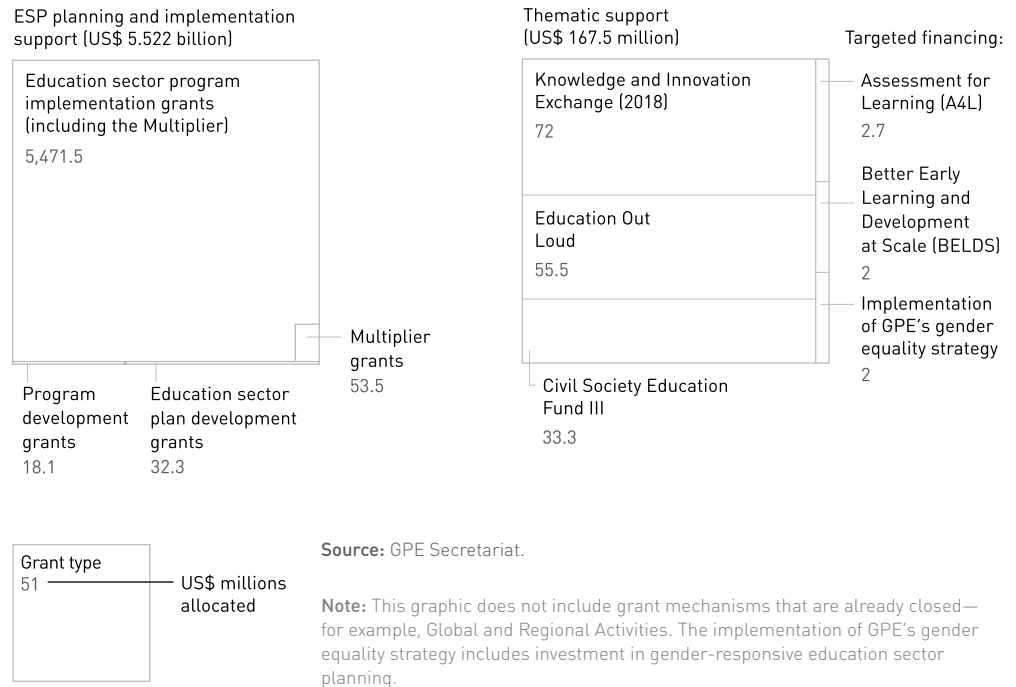 ESP planning and implementation
support (US$ 5.522 billion)
Education sector program
implementation grants
(including the Multiplier)
5,471.5
Multiplier
grants
53.5
Program
development
grants
18.1
Education sector
plan development
grants
32.3
Thematic support
(US$ 167.5 million)
Knowledge and Innovation
Exchange (2018)
72
Education Out
Loud
55.5
Civil Society Education
Fund III
33.3
Targeted financing:
Assessment for
Learning (A4L)
2.7
Better Early
Learning and
Development
at Scale (BELDS)
2
Implementation
of GPE’s gender
equality strategy
2
Grant type
51
US$ millions
allocated
Source: GPE Secretariat.
Note: This graphic does not include grant mechanisms that are already closed—
for example, Global and Regional Activities. The implementation of GPE’s gender
equality strategy includes investment in gender-responsive education sector
planning.